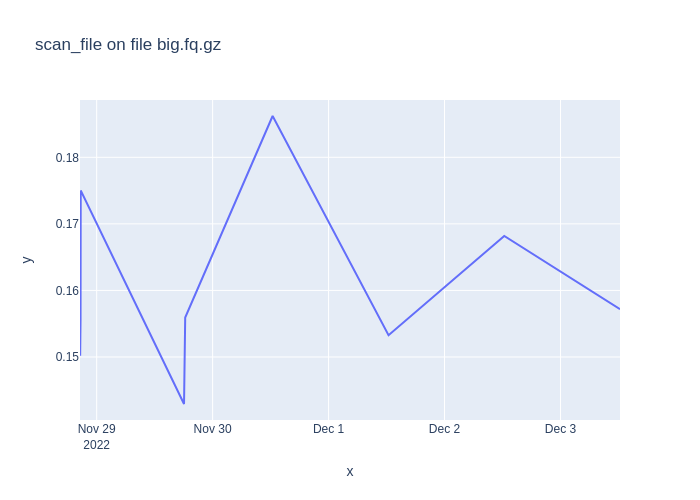 scan_file on file big.fq.gz
0.18
0.17
0.16
0.15
y
Nov 29
2022
Nov 30
Dec 1
Dec 2
Dec 3
x